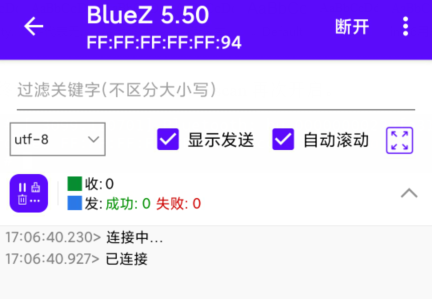 BlueZ 5.50
断开
FF:FF:FF:FF:FF:94
过滤关键字(不区分大小写)
utf-8
显示发送
自动滚动
收: 0
发: 成功: 0 失败: 0
17:06:40.230> 连接中...
17:06:40.927> 已连接